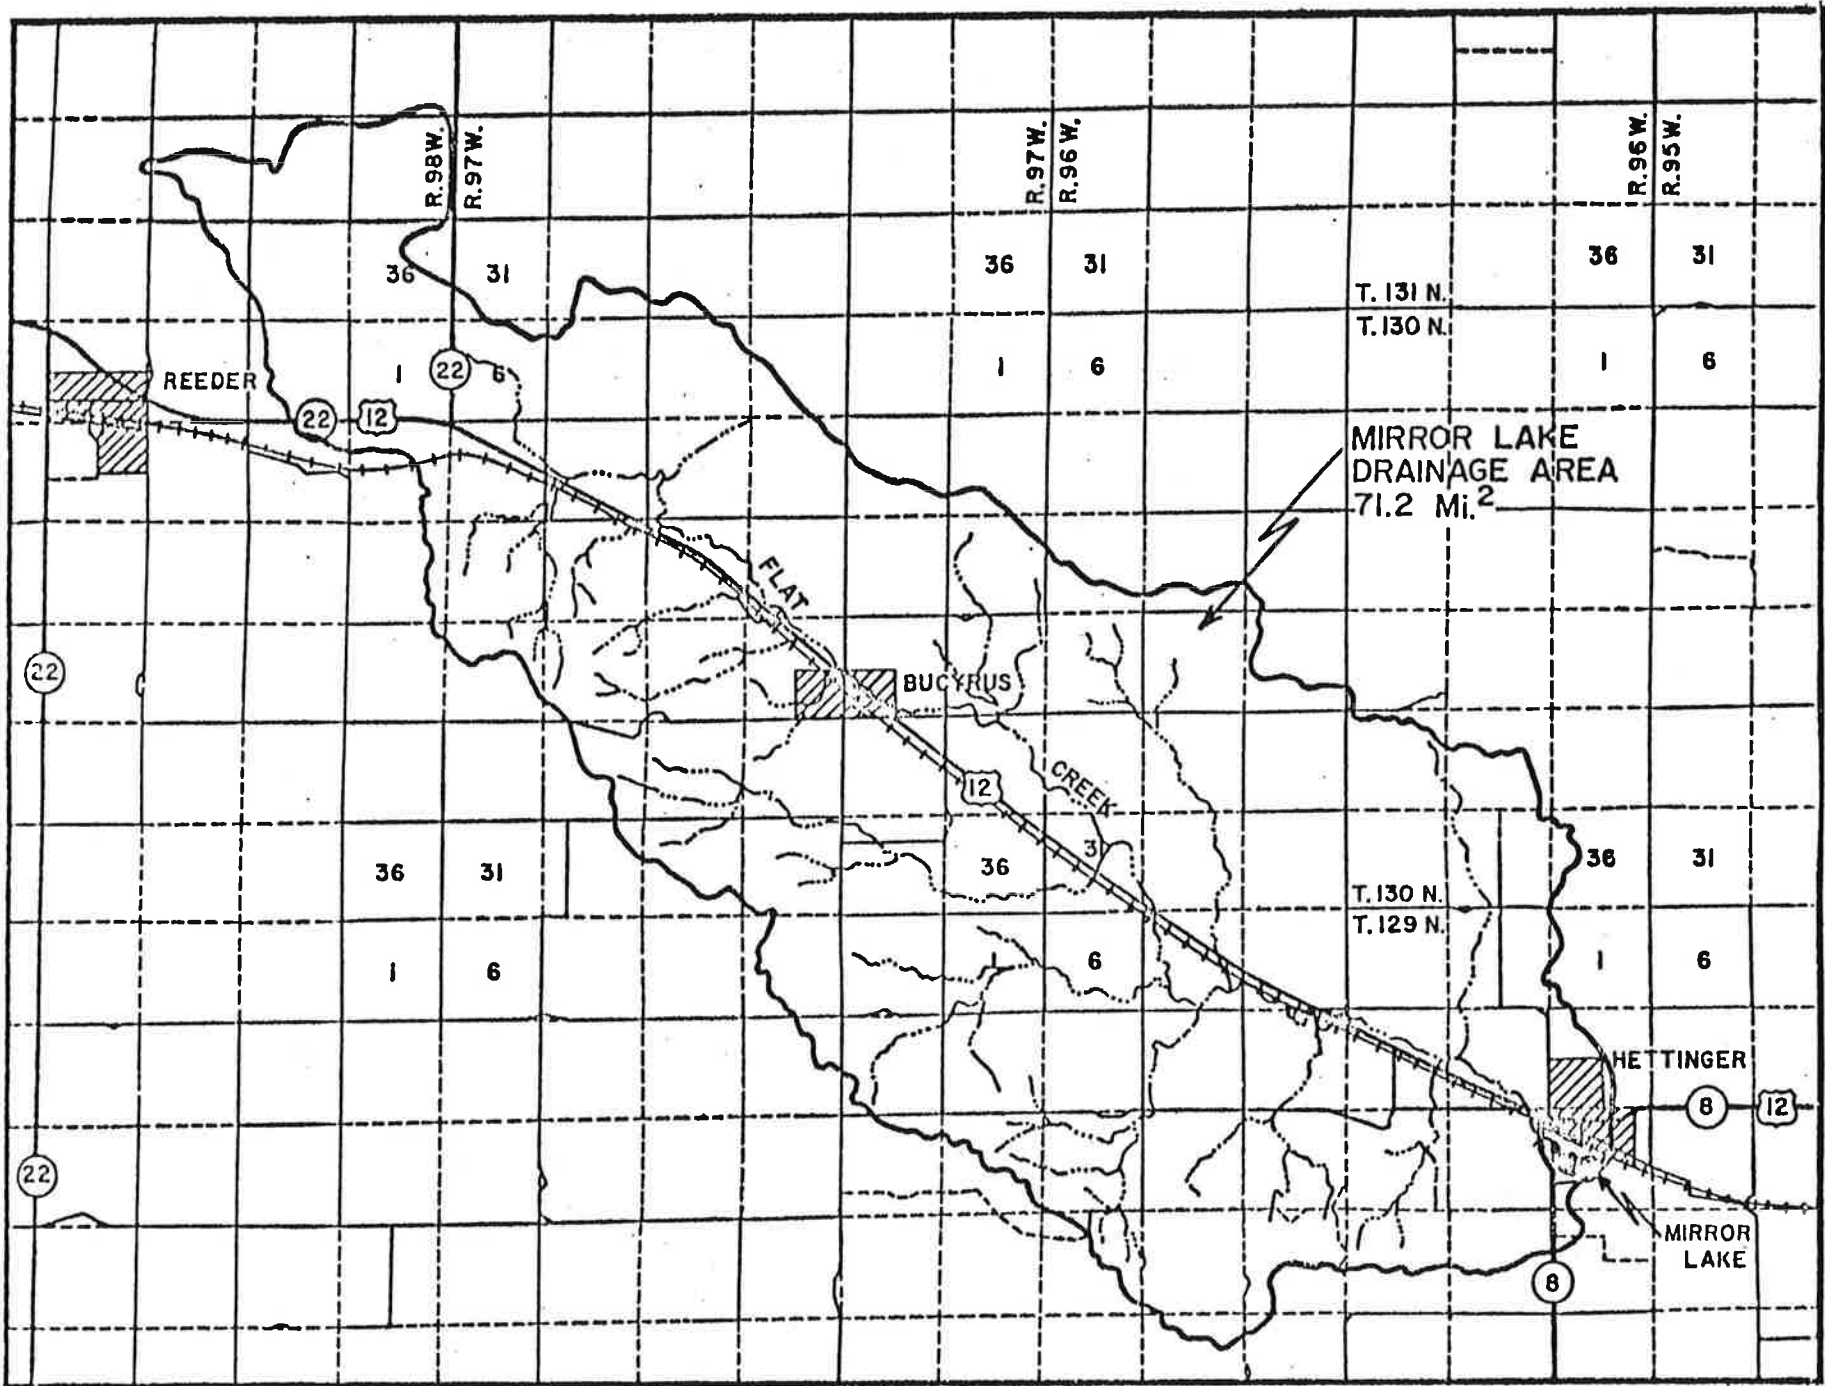 R.98W.
R.97W.
R.97W.
R.96W.
R.96W.
R.95W.
36 31
36 31
36 31
T. 131 N.
T. 130 N.
1 22 6
1 6
1 6
REEDER
22 12
MIRROR LAKE
DRAINAGE AREA
71.2 Mi.²
FLAT
22
BUCYRUS
12
CREEK
36 31
36 31
36 31
T. 130 N.
T. 129 N.
1 6
1 6
1 6
HETTINGER
8 12
22
MIRROR
LAKE
8